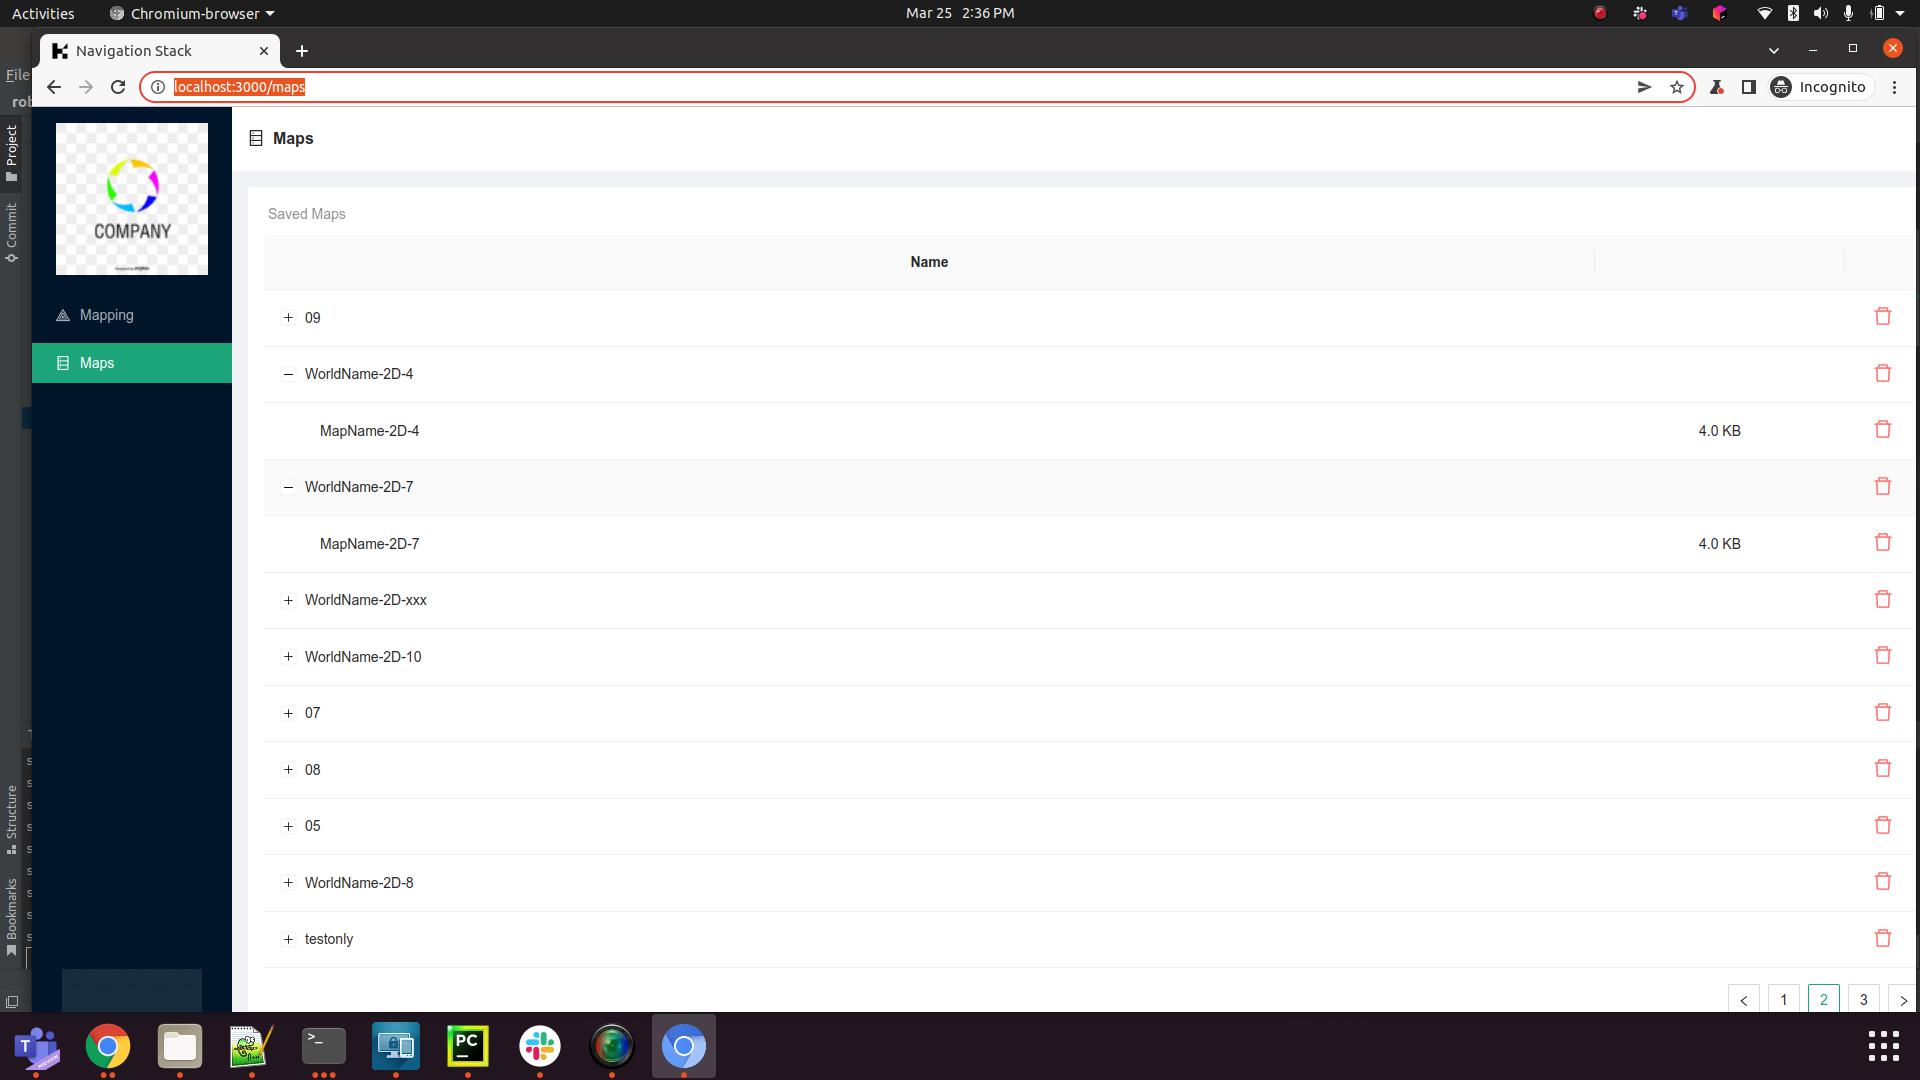 Activities
Chromium-browser
Mar 25 2:36 PM
Navigation Stack
File
localhost:3000/maps
Incognito
rob
Project
Commit
Structure
Bookmarks
COMPANY
Mapping
Maps
Maps
Saved Maps
Name
09
WorldName-2D-4
MapName-2D-4 4.0 KB
WorldName-2D-7
MapName-2D-7 4.0 KB
WorldName-2D-xxx
WorldName-2D-10
07
08
05
WorldName-2D-8
testonly
< 1 2 3 >
T
PC
>_